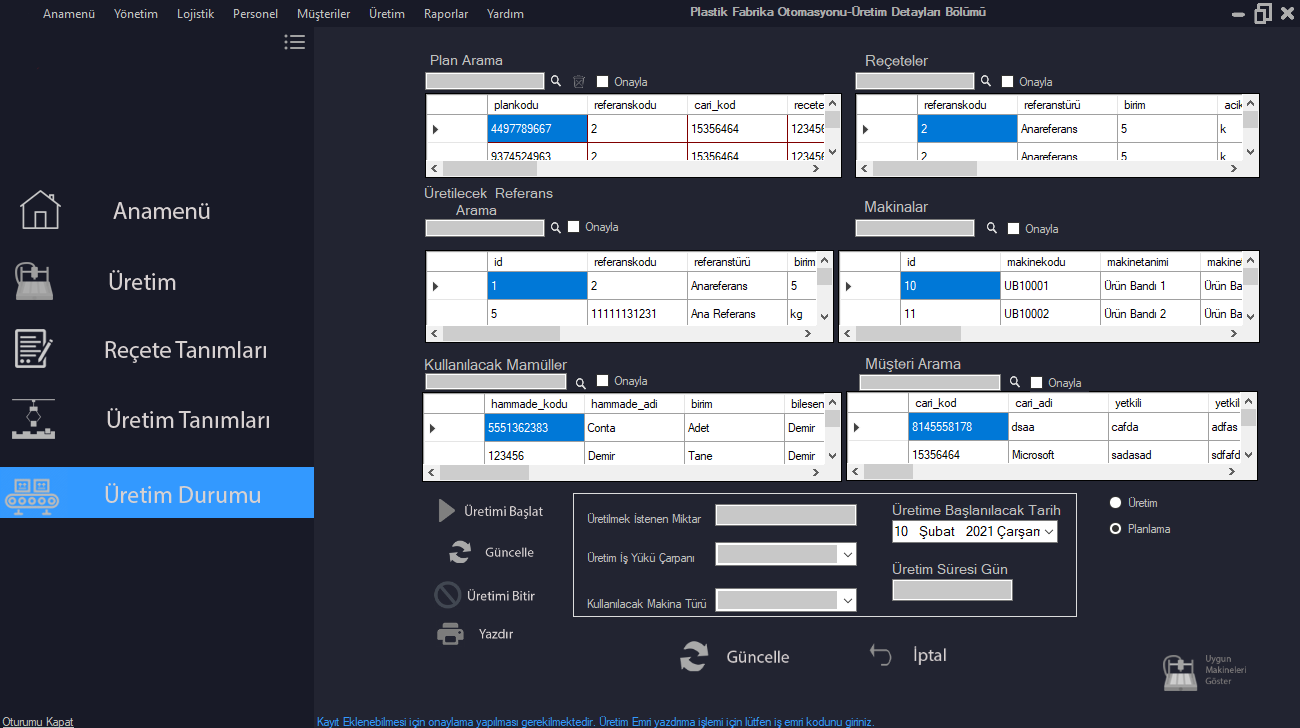 Anamenü Yönetim Lojistik Personel Müşteriler Üretim Raporlar Yardım
Plastik Fabrika Otomasyonu-Üretim Detayları Bölümü
Anamenü
Üretim
Reçete Tanımları
Üretim Tanımları
Üretim Durumu
Oturumu Kapat
Plan Arama
Onayla
plankodu referanskodu cari_kod recete
4497789667 2 15356464 123456
9374524963 2 15356464 123456
Reçeteler
Onayla
referanskodu referanstürü birim acik
2 Anareferans 5 k
2 Anareferans 5 k
Üretilecek Referans
Arama
Onayla
id referanskodu referanstürü birim
1 2 Anareferans 5
5 11111131231 Ana Referans kg
Makinalar
Onayla
id makinekodu makinetanimi makinet
10 UB10001 Ürün Bandı 1 Ürün Ba
11 UB10002 Ürün Bandı 2 Ürün Ba
Kullanılacak Mamüller
Onayla
hammade_kodu hammade_adi birim bilesen
5551362383 Conta Adet Demir
123456 Demir Tane Demir
Müşteri Arama
Onayla
cari_kod cari_adi yetkili yetkil
8145558178 dsaa cafda adfas
15356464 Microsoft sadasad sdfafd
Üretimi Başlat
Güncelle
Üretimi Bitir
Yazdır
Üretilmek İstenen Miktar
Üretim İş Yükü Çarpanı
Kullanılacak Makina Türü
Üretime Başlanılacak Tarih
10 Şubat 2021 Çarşam
Üretim Süresi Gün
Üretim
Planlama
Güncelle
İptal
Uygun
Makineleri
Göster
Kayıt Eklenebilmesi için onaylama yapılması gerekilmektedir. Üretim Emri yazdırma işlemi için lütfen iş emri kodunu giriniz.